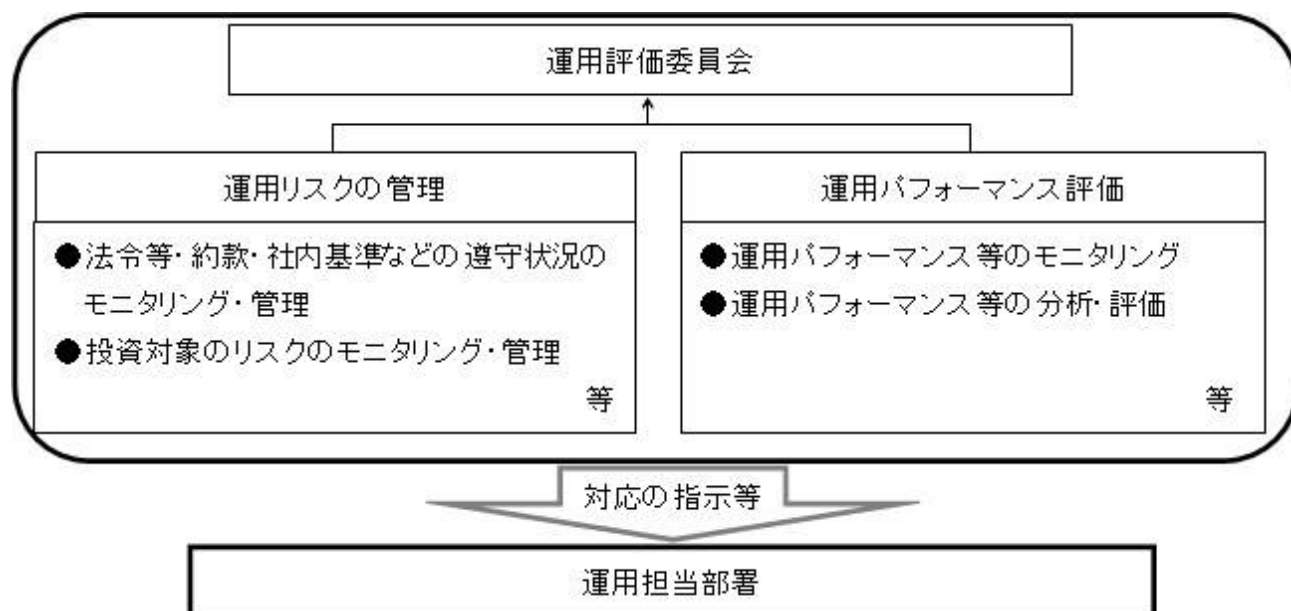 運用評価委員会
運用リスクの管理
●法令等・約款・社内基準などの遵守状況の
モニタリング・管理
●投資対象のリスクのモニタリング・管理
等
運用パフォーマンス評価
●運用パフォーマンス等のモニタリング
●運用パフォーマンス等の分析・評価
等
対応の指示等
運用担当部署